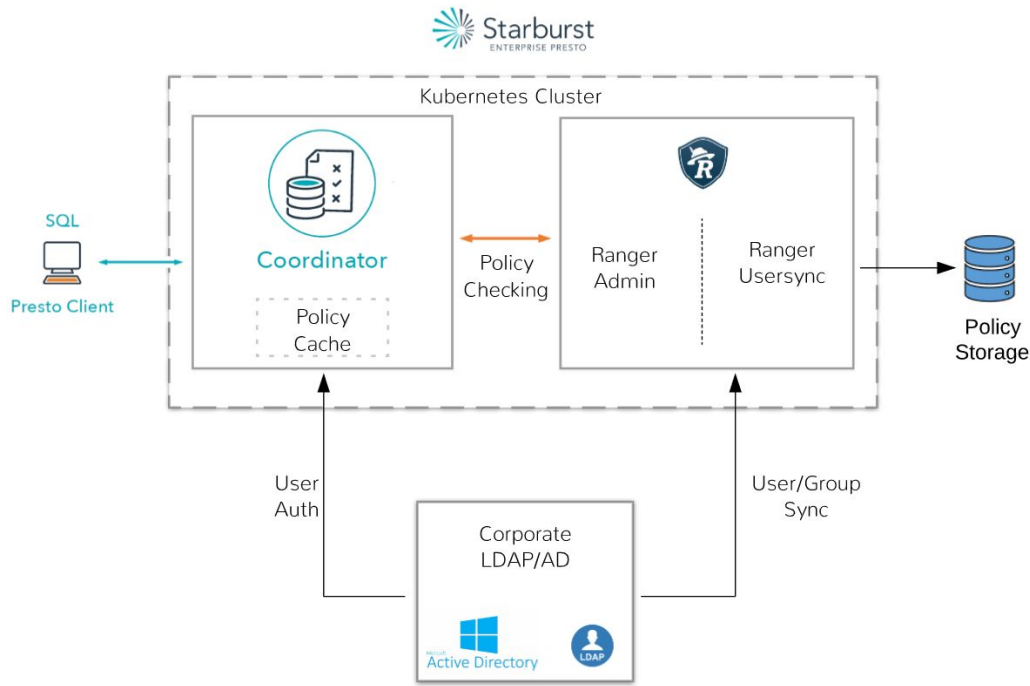 Starburst
ENTERPRISE PRESTO
Kubernetes Cluster
SQL
Presto Client
Coordinator
Policy
Cache
Policy
Checking
R
Ranger
Admin
Ranger
Usersync
Policy
Storage
User
Auth
User/Group
Sync
Corporate
LDAP/AD
Microsoft
Active Directory
LDAP